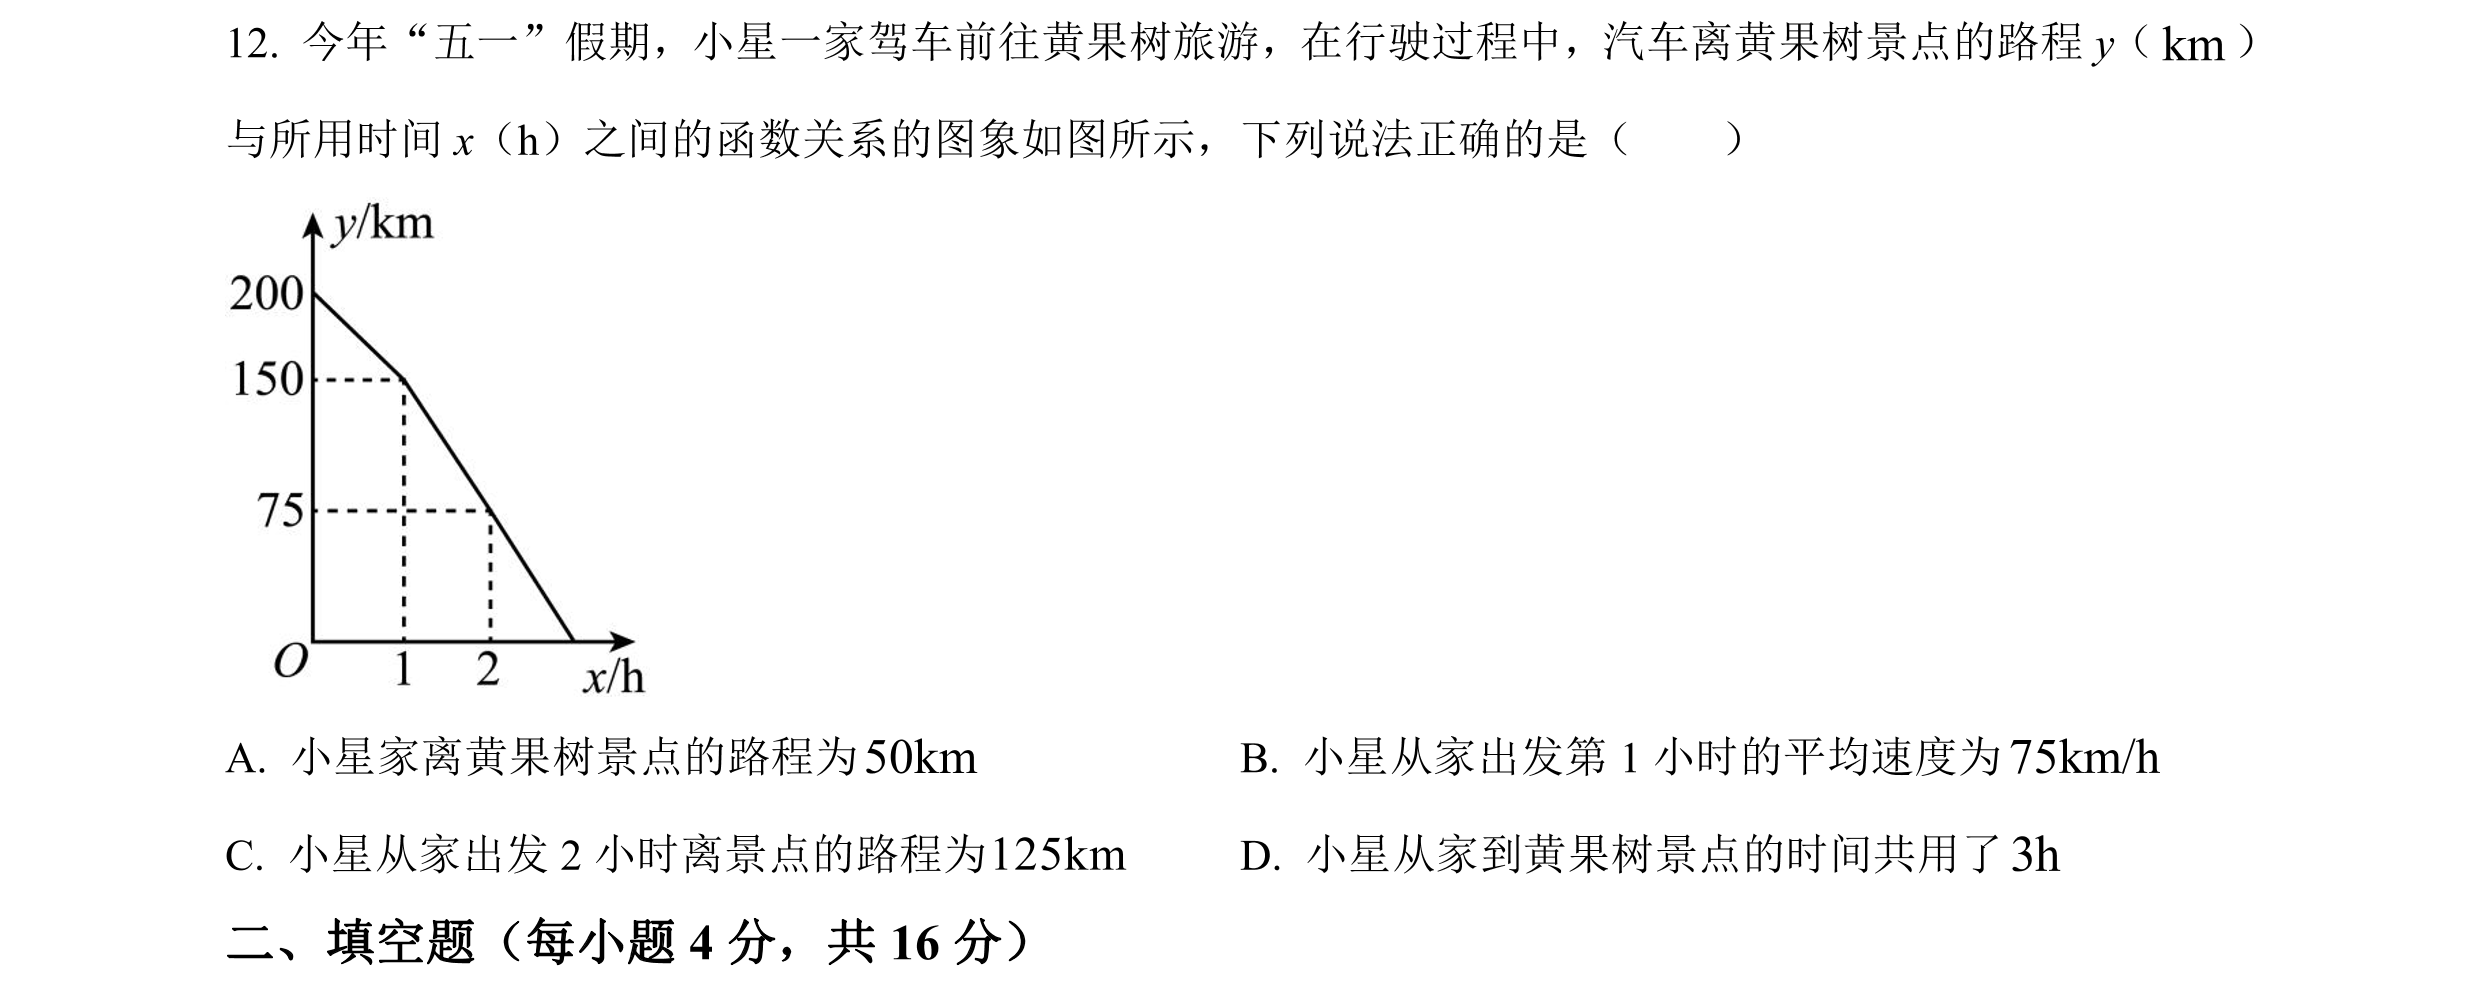 12. 今年“五一”假期，小星一家驾车前往黄果树旅游，在行驶过程中，汽车离黄果树景点的路程 y（km）
与所用时间 x（h）之间的函数关系的图象如图所示，下列说法正确的是（　　）
y/km
200
150
75
O 1 2 x/h
A. 小星家离黄果树景点的路程为50km B. 小星从家出发第 1 小时的平均速度为75km/h
C. 小星从家出发 2 小时离景点的路程为125km D. 小星从家到黄果树景点的时间共用了3h
二、填空题（每小题 4 分，共 16 分）